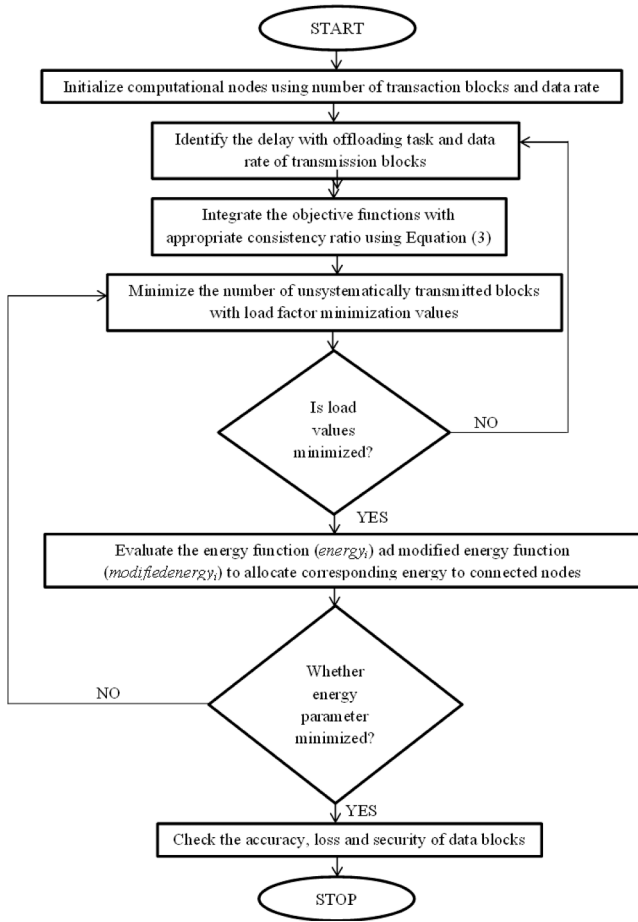 START
Initialize computational nodes using number of transaction blocks and data rate
Identify the delay with offloading task and data
rate of transmission blocks
Integrate the objective functions with
appropriate consistency ratio using Equation (3)
Minimize the number of unsystematically transmitted blocks
with load factor minimization values
Is load
values
minimized?
NO
YES
Evaluate the energy function (energyi) ad modified energy function
(modifiedenergyi) to allocate corresponding energy to connected nodes
Whether
energy
parameter
minimized?
NO
YES
Check the accuracy, loss and security of data blocks
STOP